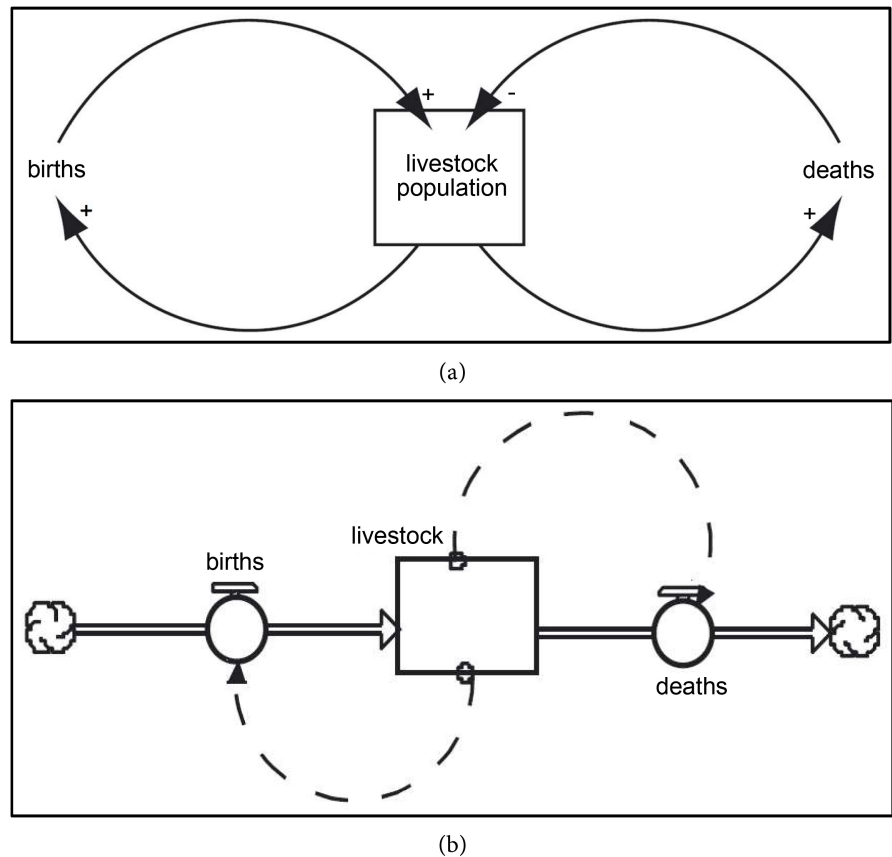 +
-
livestock
population
births
deaths
+
+
(a)
livestock
births
deaths
(b)